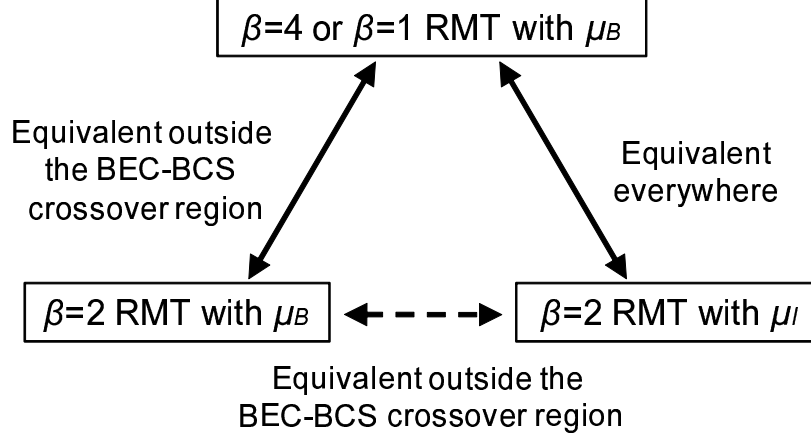 β=4 or β=1 RMT with μB
Equivalent outside
the BEC-BCS
crossover region
Equivalent
everywhere
β=2 RMT with μB
β=2 RMT with μI
Equivalent outside the
BEC-BCS crossover region